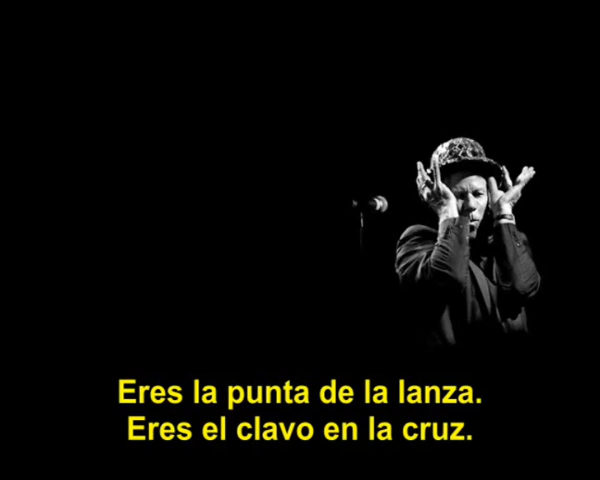 Eres la punta de la lanza.
Eres el clavo en la cruz.